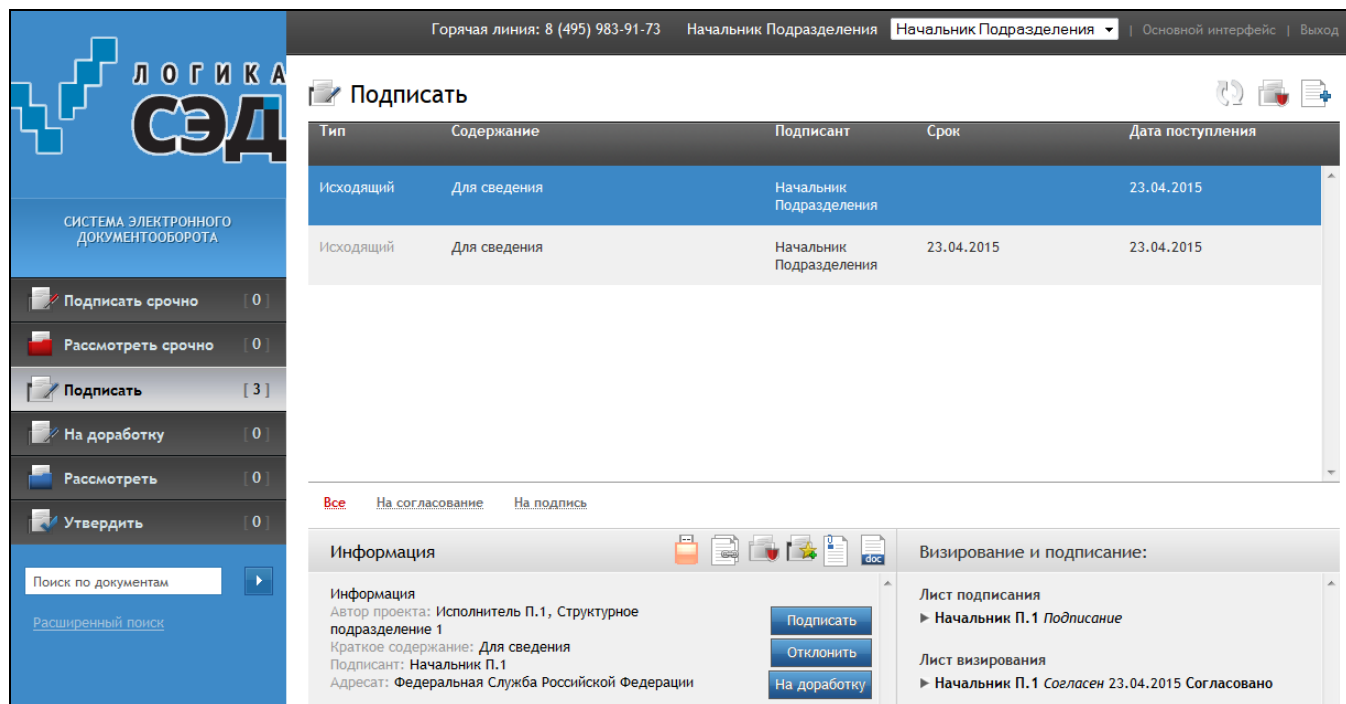 Горячая линия: 8 (495) 983-91-73 Начальник Подразделения Начальник Подразделения | Основной интерфейс | Выход
ЛОГИКА
СЭД
СИСТЕМА ЭЛЕКТРОННОГО
ДОКУМЕНТООБОРОТА
Подписать срочно [ 0 ]
Рассмотреть срочно [ 0 ]
Подписать [ 3 ]
На доработку [ 0 ]
Рассмотреть [ 0 ]
Утвердить [ 0 ]
Поиск по документам
Расширенный поиск
Подписать
Тип Содержание Подписант Срок Дата поступления
Исходящий Для сведения Начальник 23.04.2015
Подразделения
Исходящий Для сведения Начальник 23.04.2015 23.04.2015
Подразделения
Все На согласование На подпись
Информация
doc
Информация
Автор проекта: Исполнитель П.1, Структурное
подразделение 1
Краткое содержание: Для сведения
Подписант: Начальник П.1
Адресат: Федеральная Служба Российской Федерации
Подписать
Отклонить
На доработку
Визирование и подписание:
Лист подписания
Начальник П.1 Подписание
Лист визирования
Начальник П.1 Согласен 23.04.2015 Согласовано